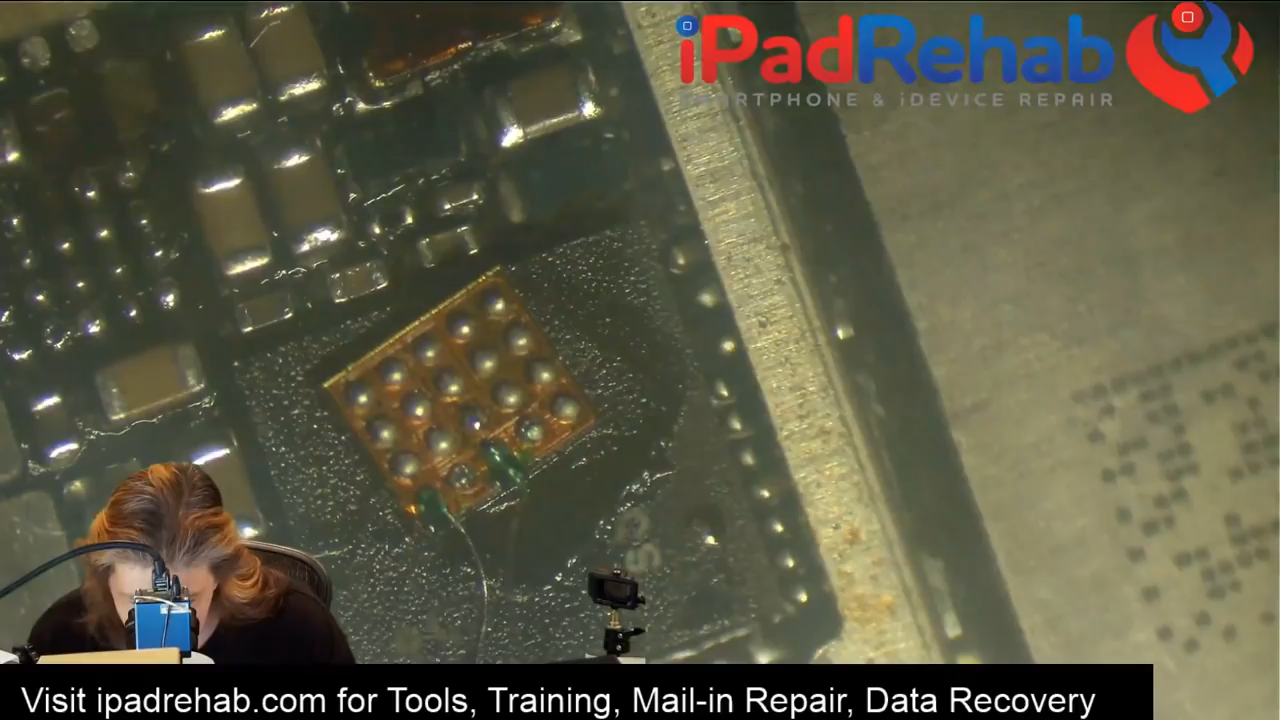 iPadRehab
SMARTPHONE & iDEVICE REPAIR
Visit ipadrehab.com for Tools, Training, Mail-in Repair, Data Recovery